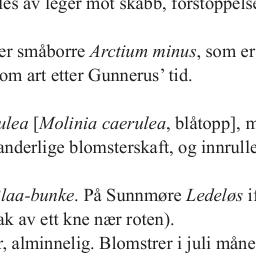 les av leger mot skabb, forstoppelse
er småborre Arctium minus, som er
om art etter Gunnerus’ tid.
ulea [Molinia caerulea, blåtopp], m
anderlige blomsterskaft, og innrulle
laa-bunke. På Sunnmøre Ledeløs if
ak av ett kne nær roten).
r, alminnelig. Blomstrer i juli måne